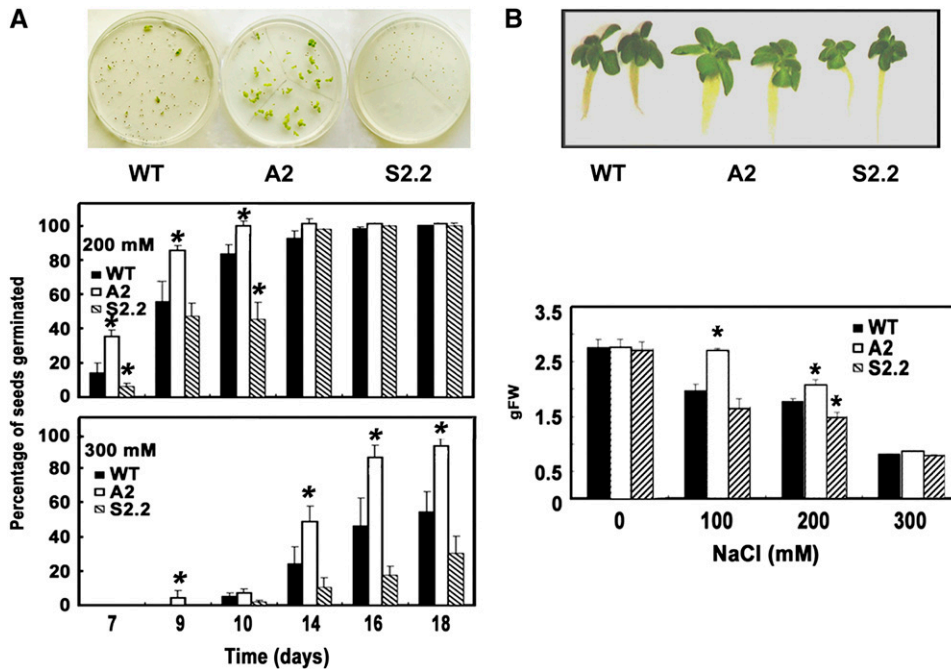 A
WT
A2
S2.2
Percentage of seeds germinated
100
80
60
40
20
0
200 mM
WT
A2
S2.2
*
*
*
*
*
100
80
60
40
20
0
300 mM
WT
A2
S2.2
*
*
*
*
7
9
10
14
16
18
Time (days)
B
WT
A2
S2.2
gFW
3.5
2.5
1.5
0.5
0
WT
A2
S2.2
*
*
*
0
100
200
300
NaCl (mM)